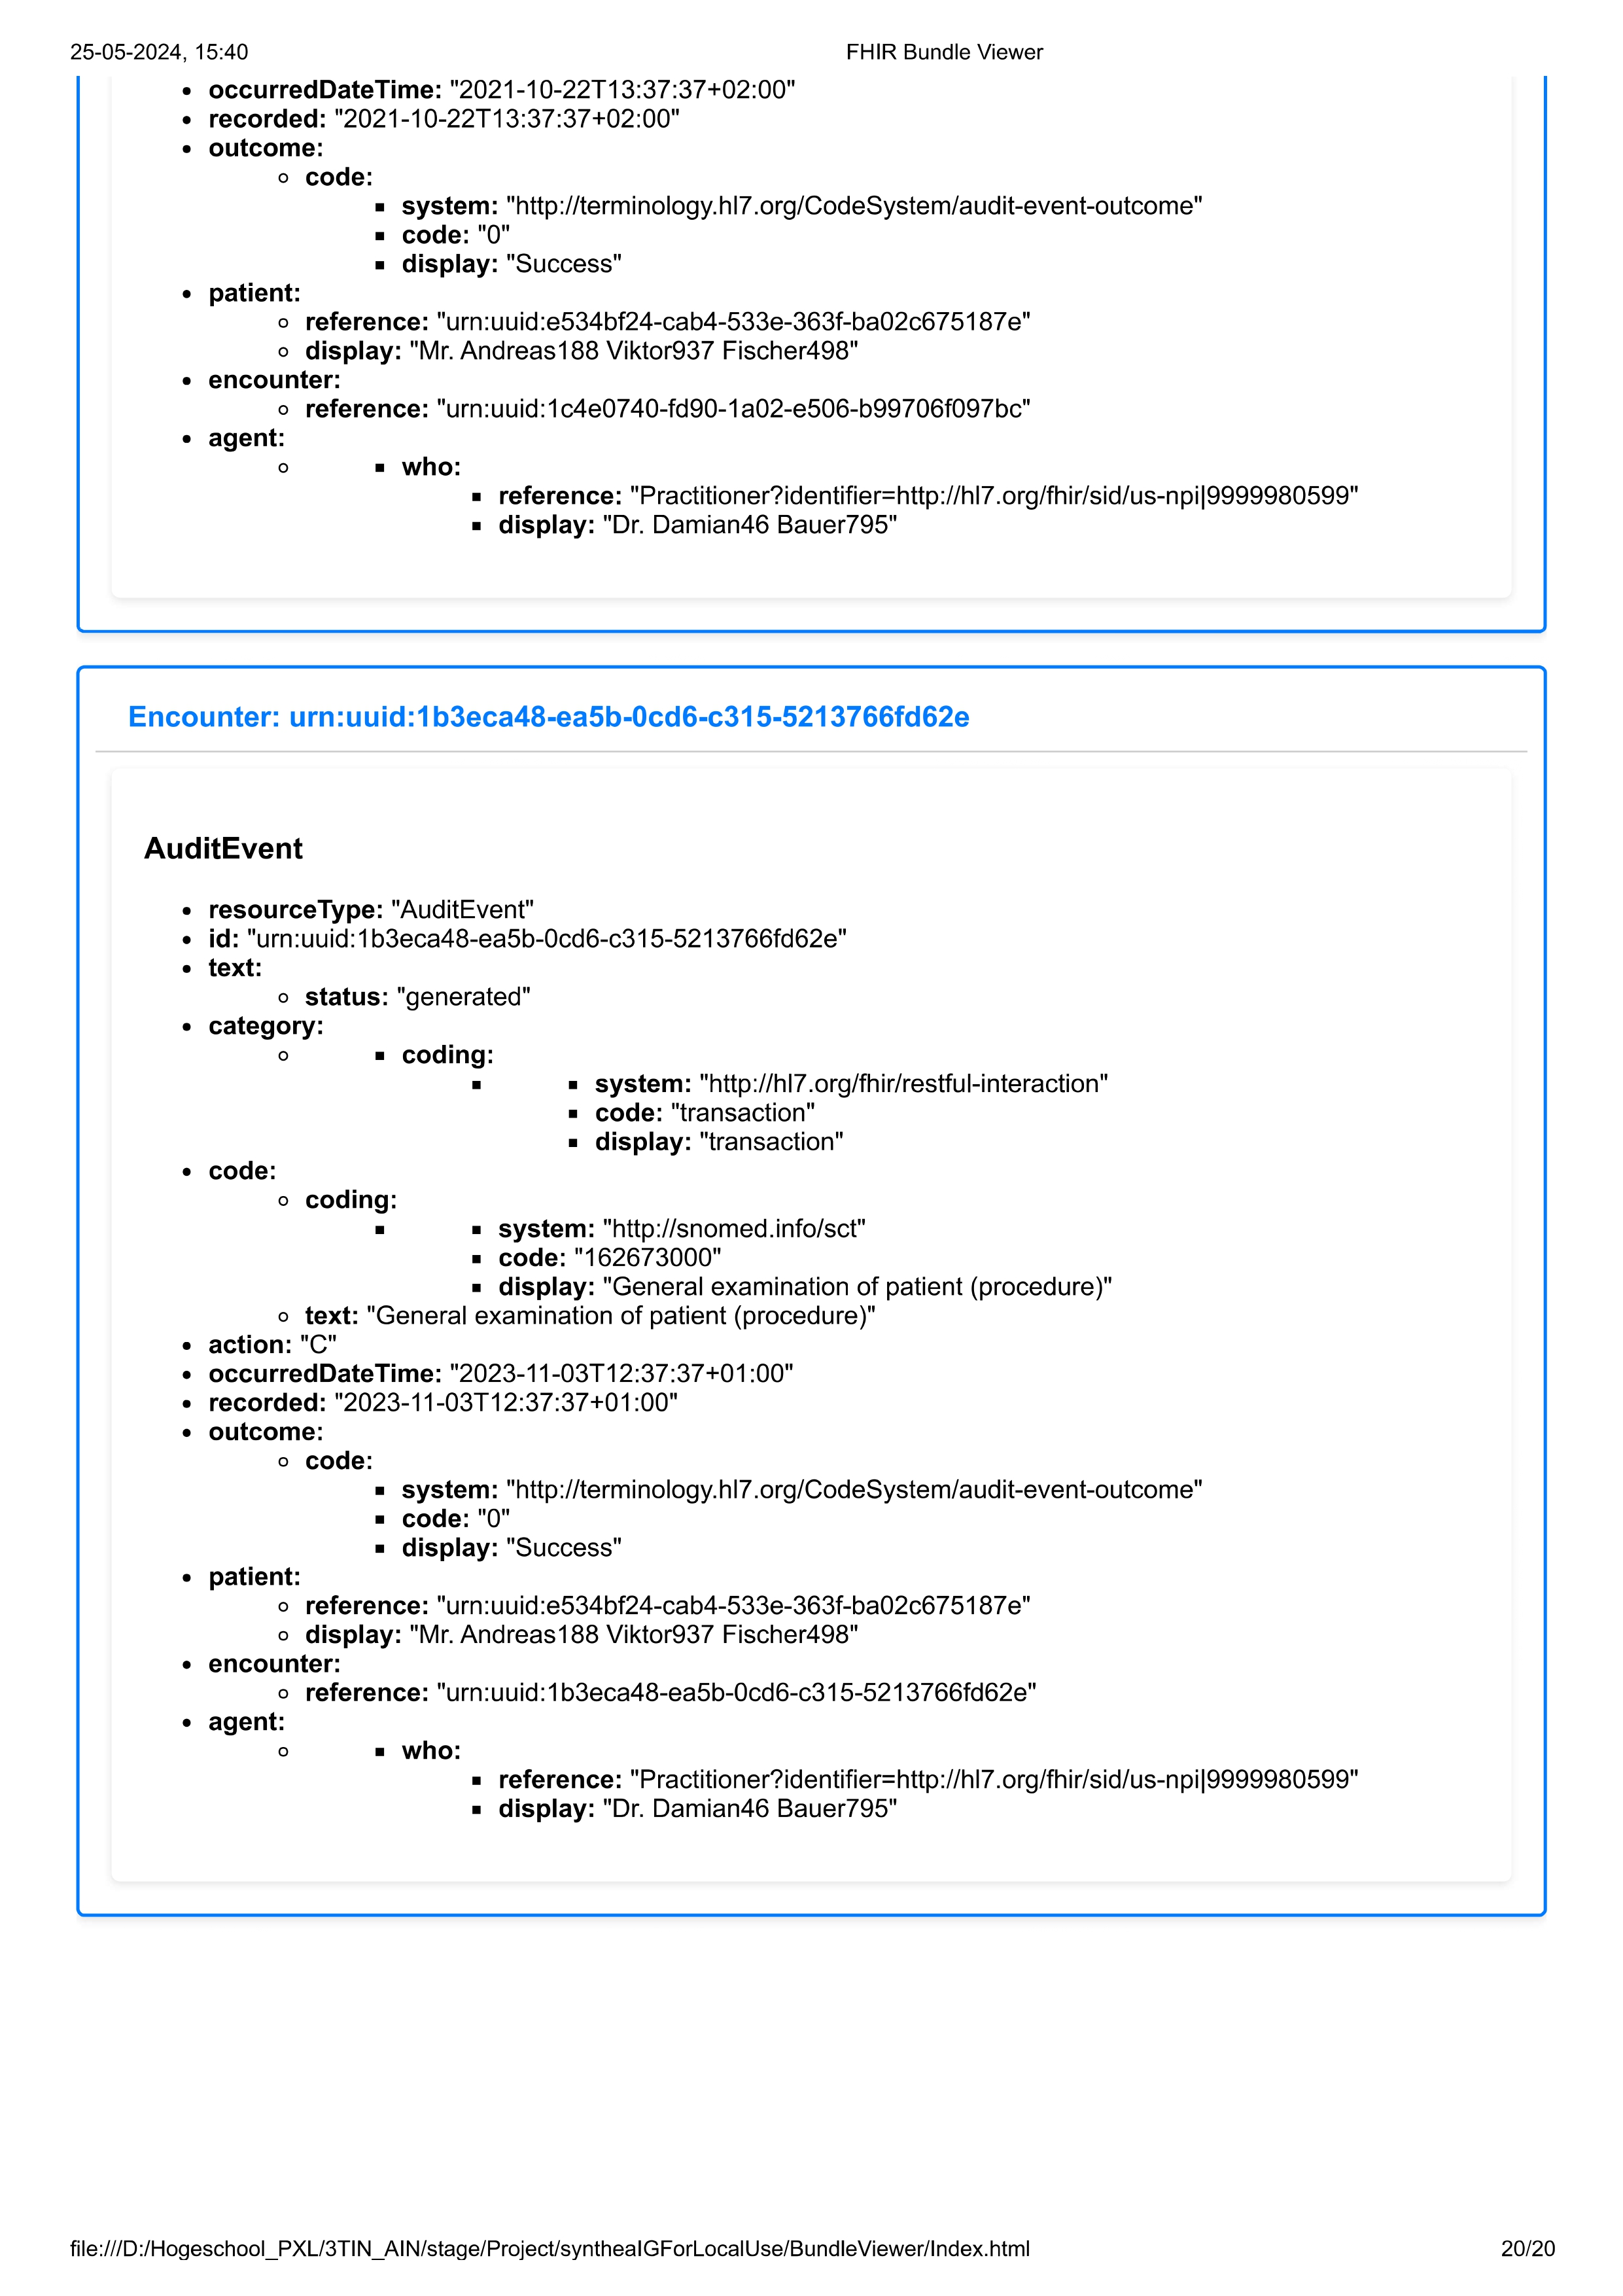 25-05-2024, 15:40 FHIR Bundle Viewer
occurredDateTime: "2021-10-22T13:37:37+02:00"
recorded: "2021-10-22T13:37:37+02:00"
outcome:
code:
system: "http://terminology.hl7.org/CodeSystem/audit-event-outcome"
code: "0"
display: "Success"
patient:
reference: "urn:uuid:e534bf24-cab4-533e-363f-ba02c675187e"
display: "Mr. Andreas188 Viktor937 Fischer498"
encounter:
reference: "urn:uuid:1c4e0740-fd90-1a02-e506-b99706f097bc"
agent:
who:
reference: "Practitioner?identifier=http://hl7.org/fhir/sid/us-npi|9999980599"
display: "Dr. Damian46 Bauer795"
Encounter: urn:uuid:1b3eca48-ea5b-0cd6-c315-5213766fd62e
AuditEvent
resourceType: "AuditEvent"
id: "urn:uuid:1b3eca48-ea5b-0cd6-c315-5213766fd62e"
text:
status: "generated"
category:
coding:
system: "http://hl7.org/fhir/restful-interaction"
code: "transaction"
display: "transaction"
code:
coding:
system: "http://snomed.info/sct"
code: "162673000"
display: "General examination of patient (procedure)"
text: "General examination of patient (procedure)"
action: "C"
occurredDateTime: "2023-11-03T12:37:37+01:00"
recorded: "2023-11-03T12:37:37+01:00"
outcome:
code:
system: "http://terminology.hl7.org/CodeSystem/audit-event-outcome"
code: "0"
display: "Success"
patient:
reference: "urn:uuid:e534bf24-cab4-533e-363f-ba02c675187e"
display: "Mr. Andreas188 Viktor937 Fischer498"
encounter:
reference: "urn:uuid:1b3eca48-ea5b-0cd6-c315-5213766fd62e"
agent:
who:
reference: "Practitioner?identifier=http://hl7.org/fhir/sid/us-npi|9999980599"
display: "Dr. Damian46 Bauer795"
file:///D:/Hogeschool_PXL/3TIN_AIN/stage/Project/syntheaIGForLocalUse/BundleViewer/Index.html 20/20